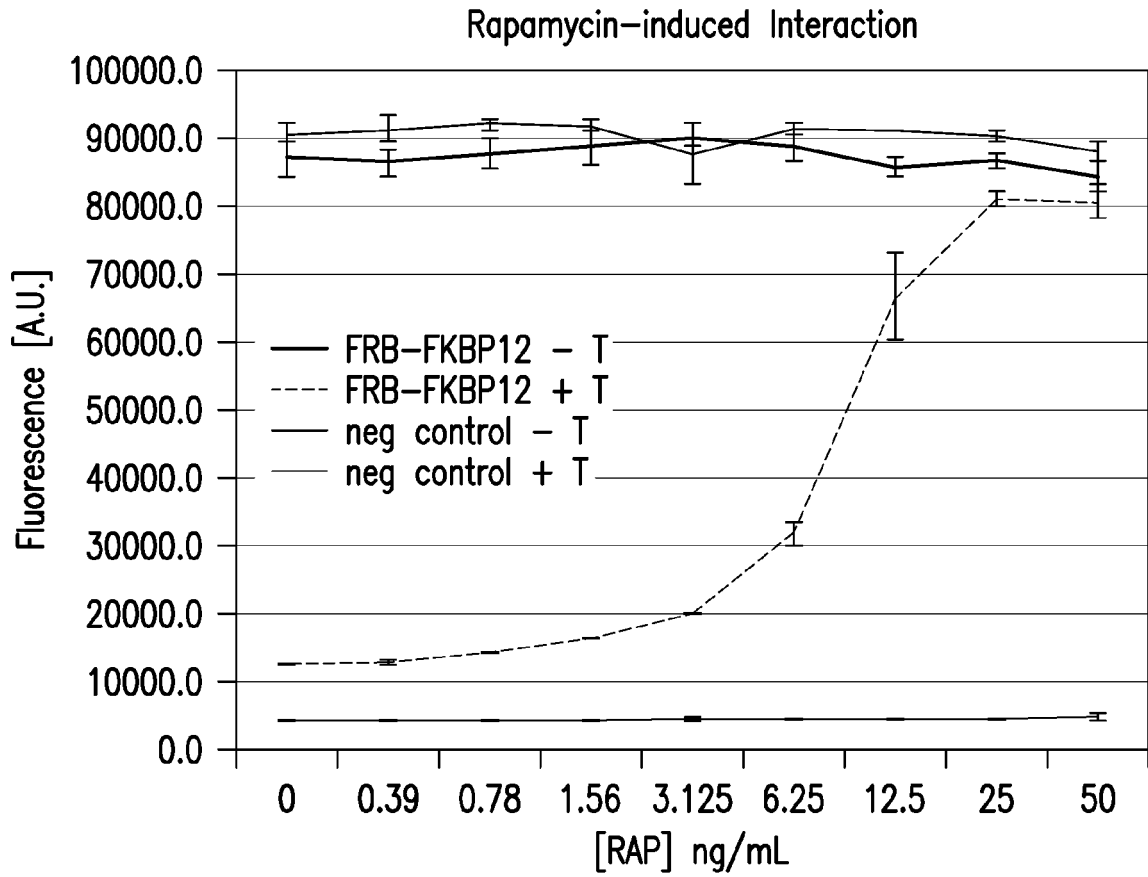 Rapamycin-induced Interaction
100000.0
90000.0
80000.0
70000.0
60000.0
50000.0
40000.0
30000.0
20000.0
10000.0
0.0
Fluorescence [A.U.]
FRB-FKBP12 - T
FRB-FKBP12 + T
neg control - T
neg control + T
0 0.39 0.78 1.56 3.125 6.25 12.5 25 50
[RAP] ng/mL